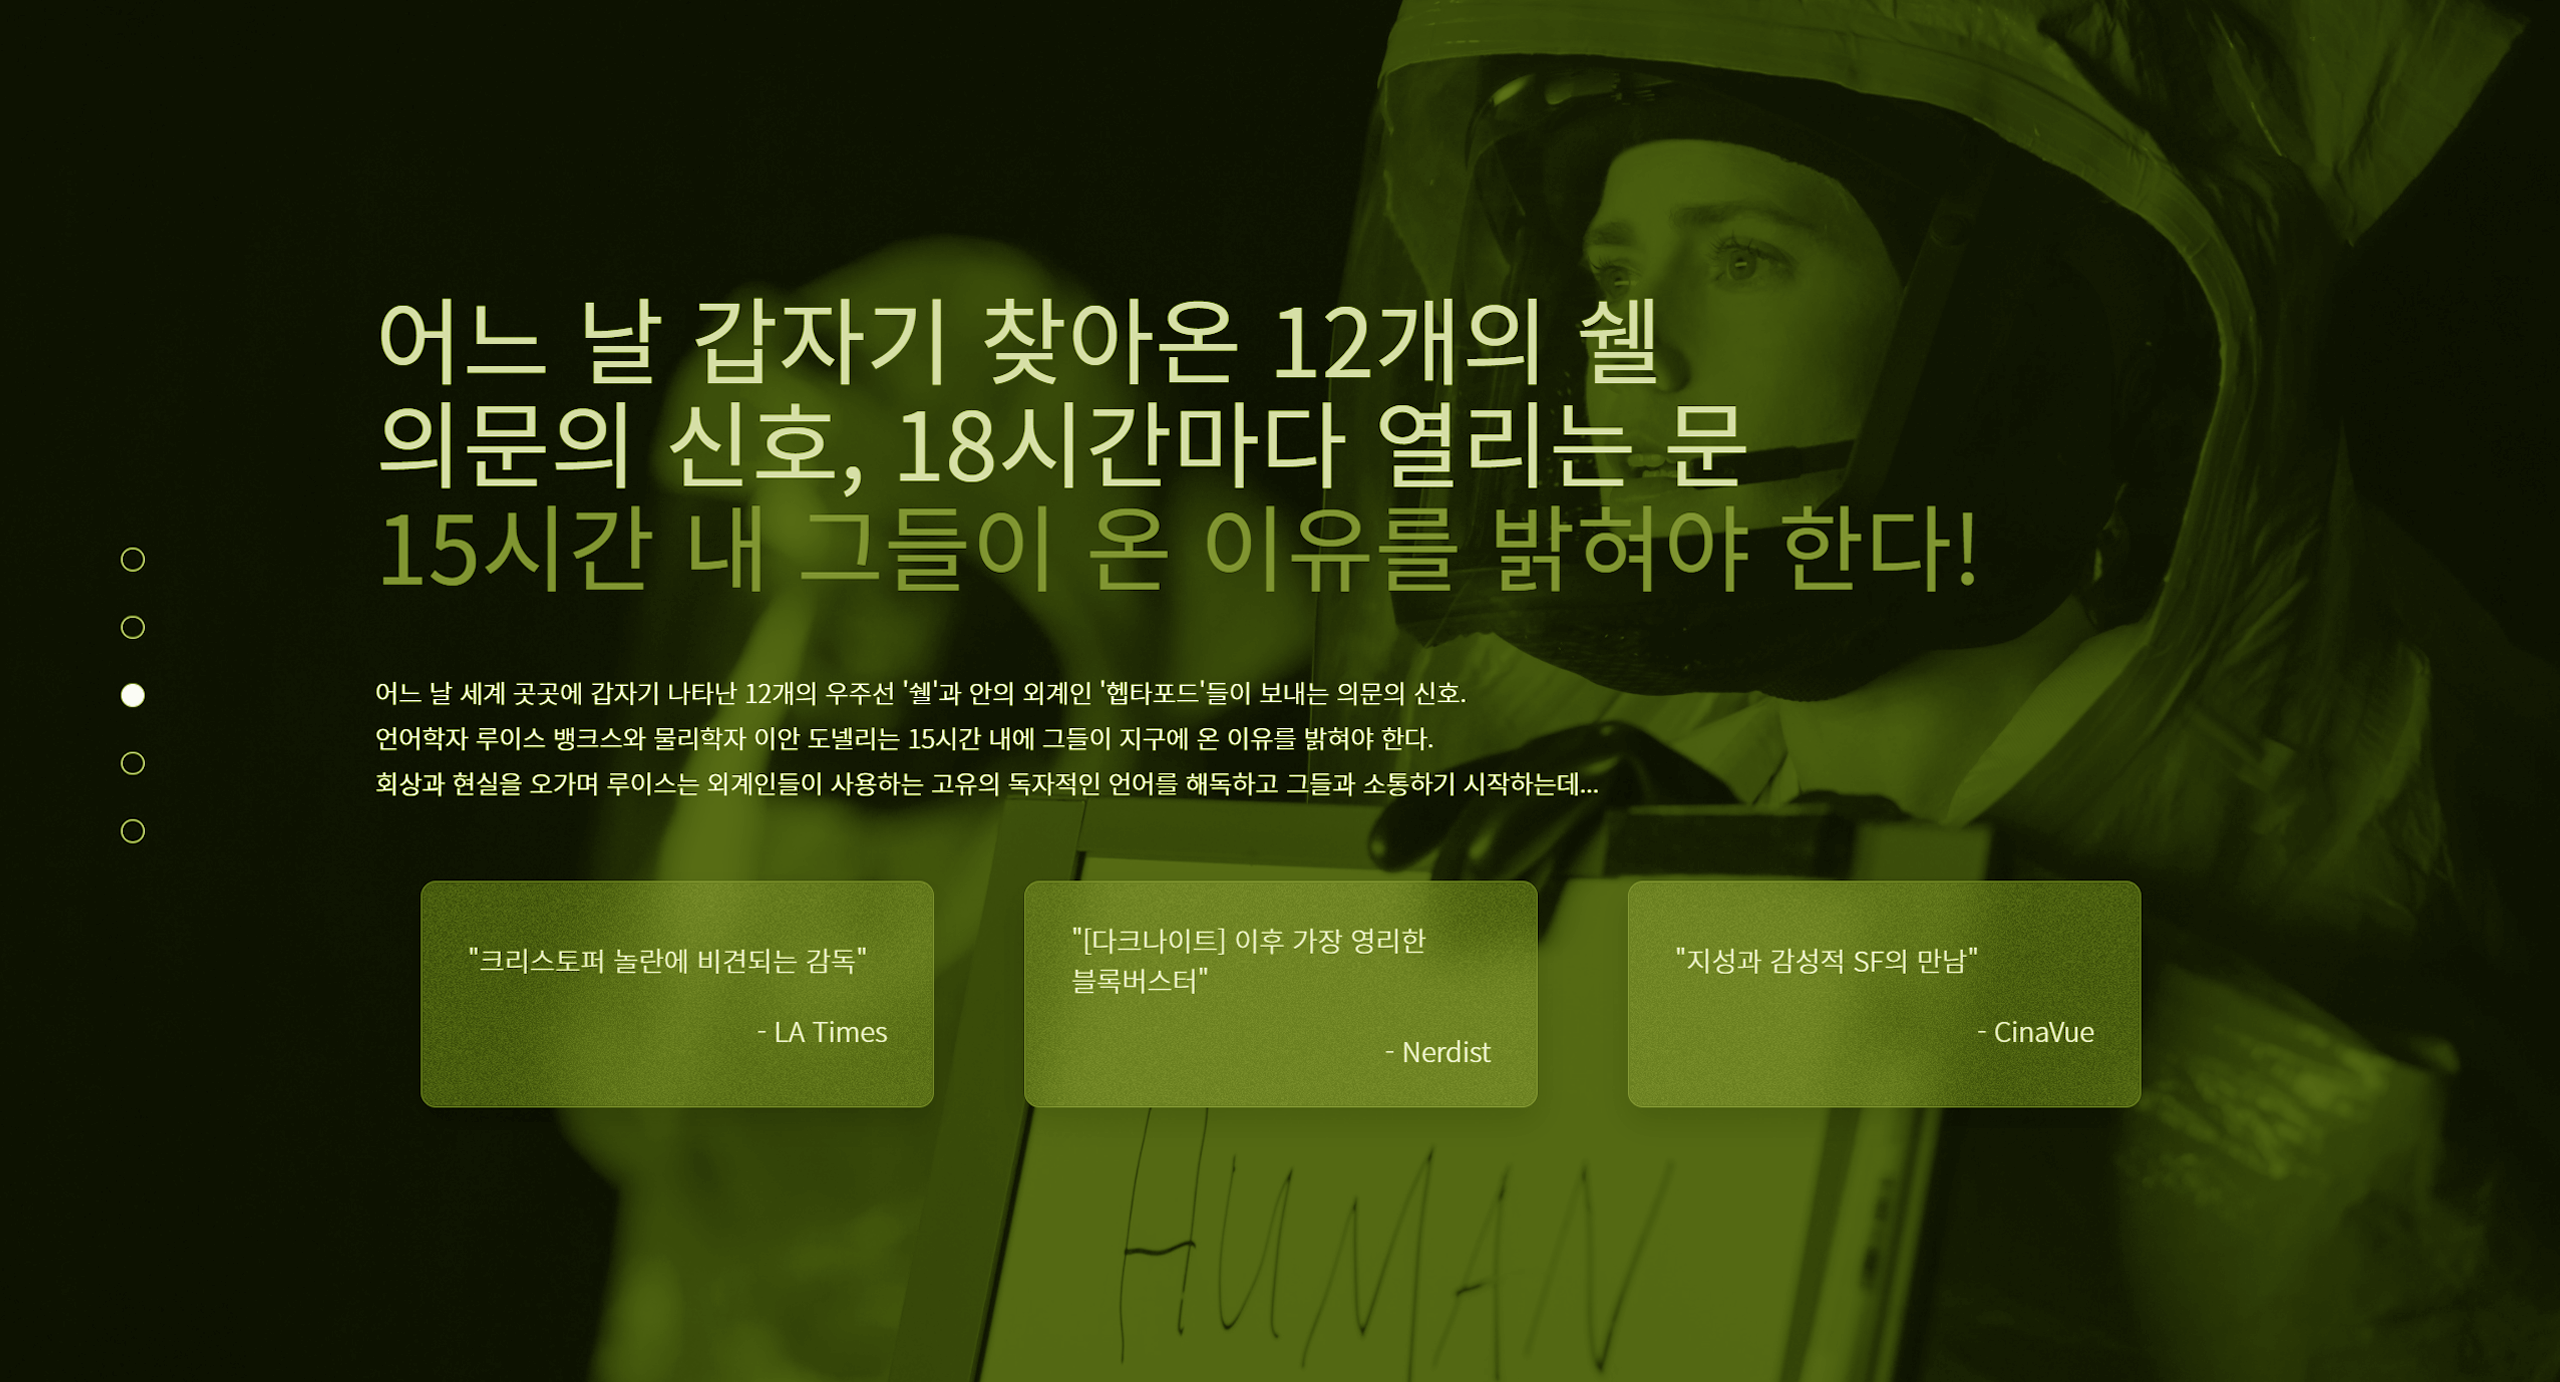 어느 날 갑자기 찾아온 12개의 쉘
의문의 신호, 18시간마다 열리는 문
15시간 내 그들이 온 이유를 밝혀야 한다!
어느 날 세계 곳곳에 갑자기 나타난 12개의 우주선 '쉘'과 안의 외계인 '헵타포드'들이 보내는 의문의 신호.
언어학자 루이스 뱅크스와 물리학자 이안 도넬리는 15시간 내에 그들이 지구에 온 이유를 밝혀야 한다.
회상과 현실을 오가며 루이스는 외계인들이 사용하는 고유의 독자적인 언어를 해독하고 그들과 소통하기 시작하는데...
"크리스토퍼 놀란에 비견되는 감독"
- LA Times
"[다크나이트] 이후 가장 영리한
블록버스터"
- Nerdist
"지성과 감성적 SF의 만남"
- CinaVue
HUMAN